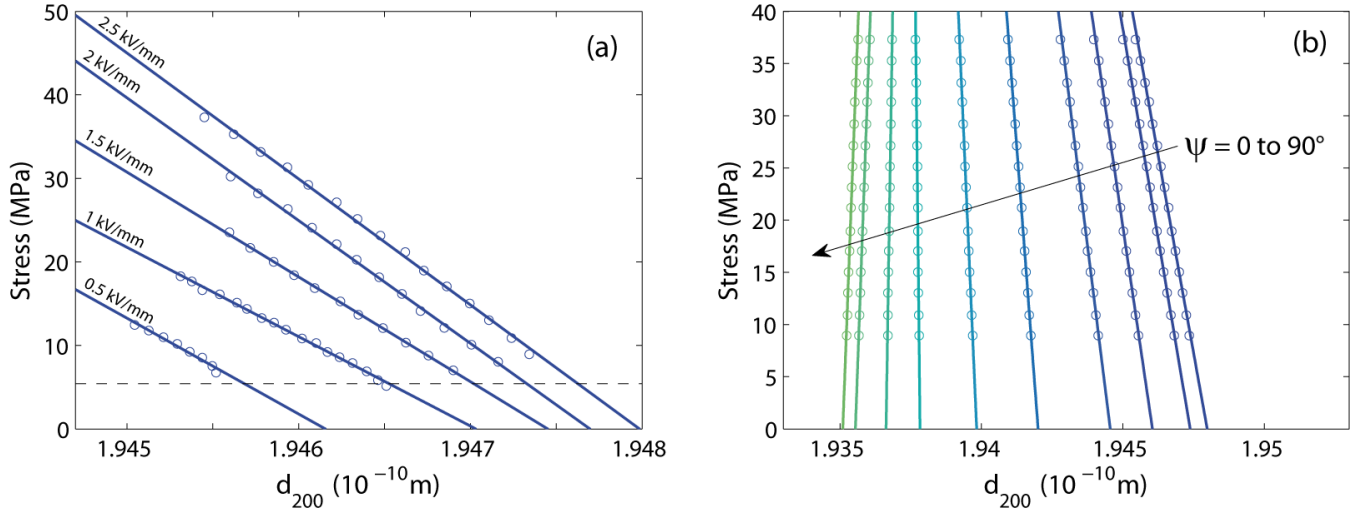 (a)
50
40
30
20
10
0
Stress (MPa)
2.5 kV/mm
2 kV/mm
1.5 kV/mm
1 kV/mm
0.5 kV/mm
1.945
1.946
1.947
1.948
d200 (10 −10m)
(b)
40
35
30
25
20
15
10
5
0
Stress (MPa)
ψ = 0 to 90°
1.935
1.94
1.945
1.95
d200 (10 −10m)